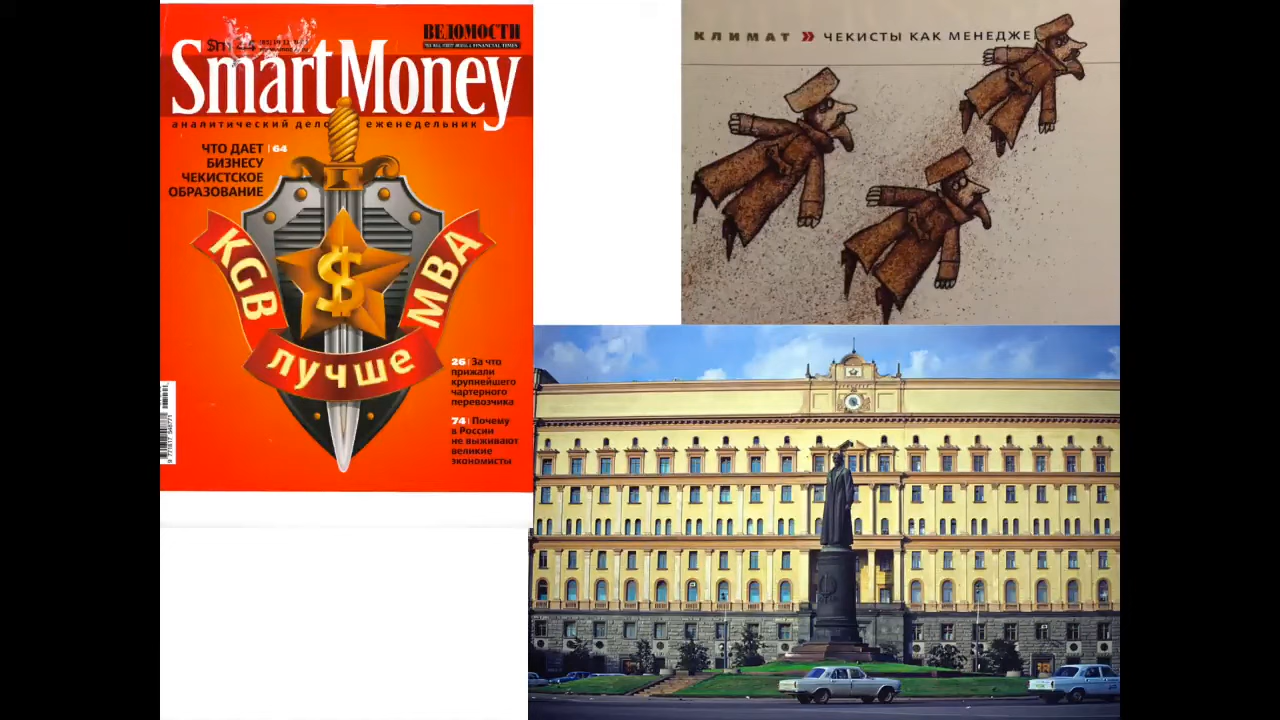 ВЕДОМОСТИ
SmartMoney
аналитический дело еженедельник
ЧТО ДАЕТ | 64
БИЗНЕСУ
ЧЕКИСТСКОЕ
ОБРАЗОВАНИЕ
KGB
$
MBA
лучше
26 За что
прижали
крупнейшего
чартерного
перевозчика
74 Почему
в России
не выживают
великие
экономисты
КЛИМАТ » ЧЕКИСТЫ КАК МЕНЕДЖЕ